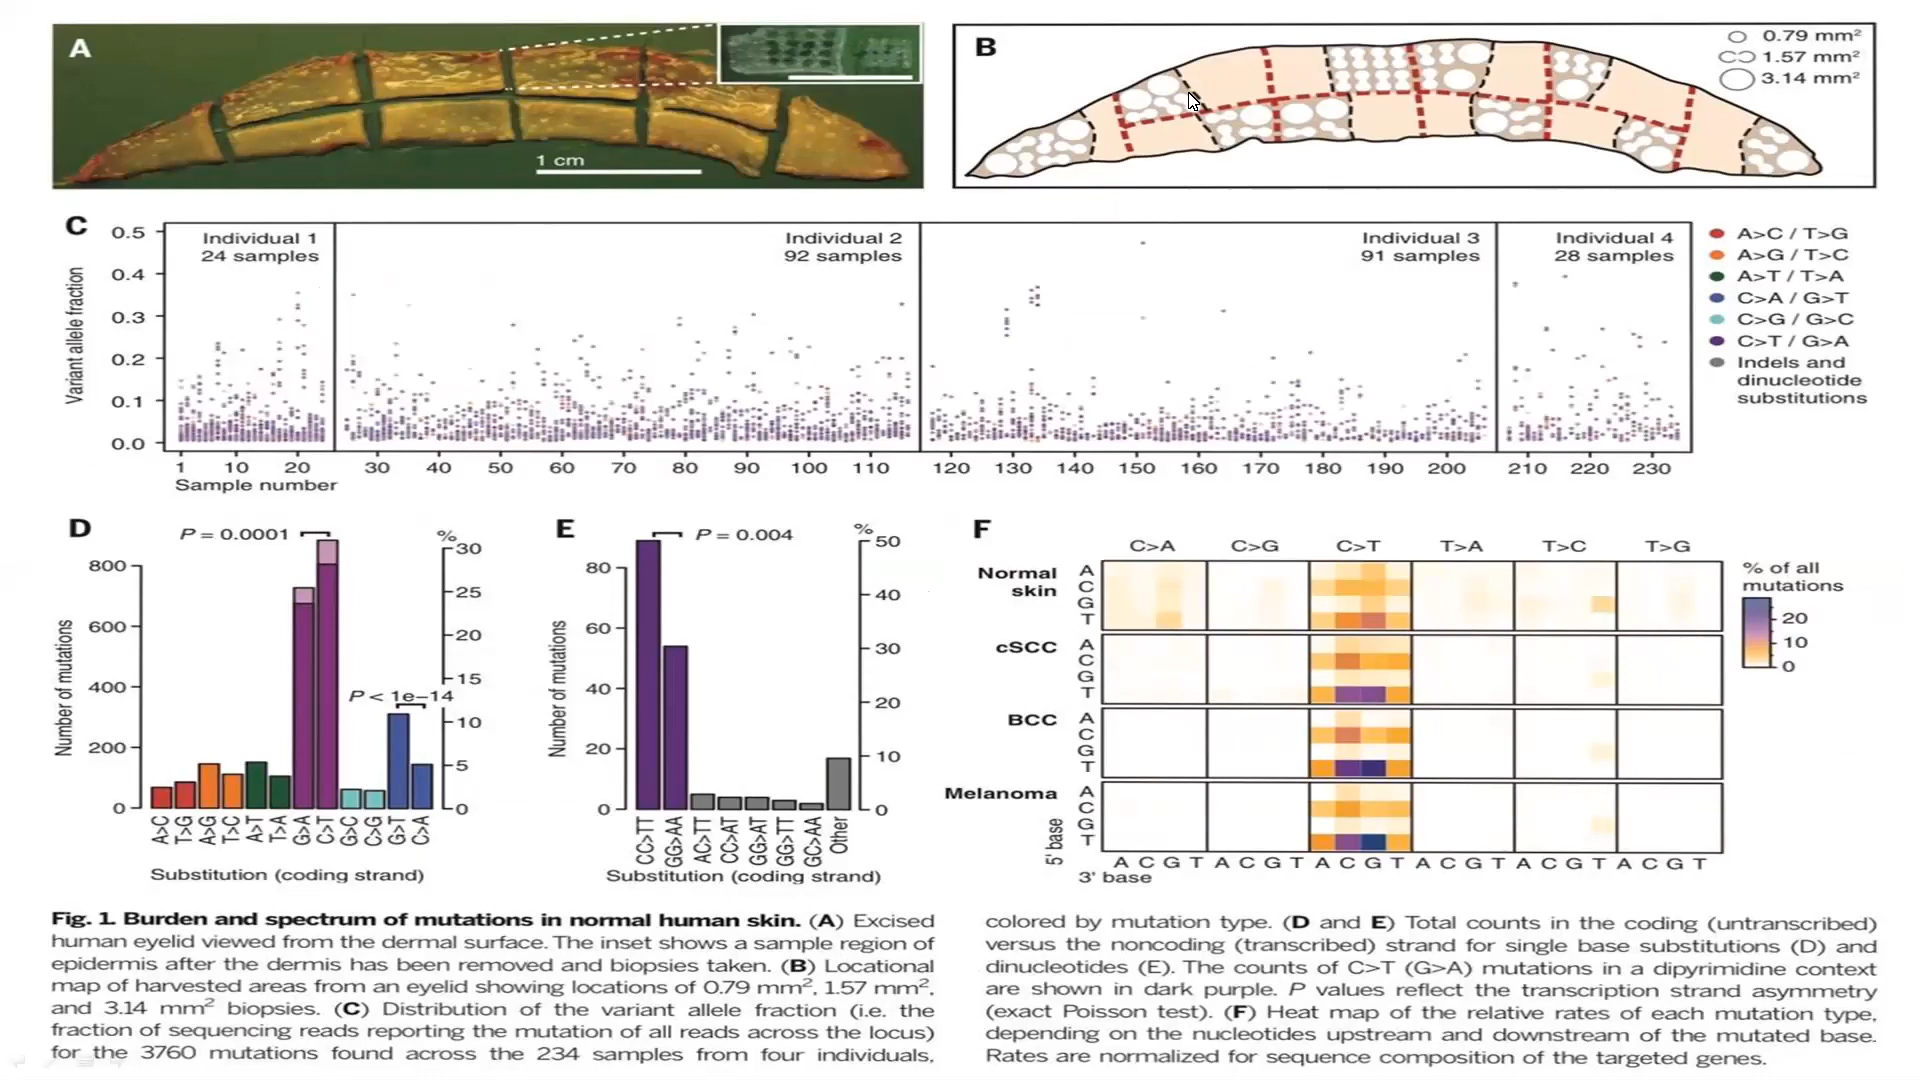 A
1 cm
B
0.79 mm²
1.57 mm²
3.14 mm²
C
Variant allele fraction
0.5
0.4
0.3
0.2
0.1
0.0
Individual 1
24 samples
Individual 2
92 samples
Individual 3
91 samples
Individual 4
28 samples
1 10 20 30 40 50 60 70 80 90 100 110 120 130 140 150 160 170 180 190 200 210 220 230
Sample number
A>C / T>G
A>G / T>C
A>T / T>A
C>A / G>T
C>G / G>C
C>T / G>A
Indels and
dinucleotide
substitutions
D
P = 0.0001
P < 1e–14
Number of mutations
800
600
400
200
0
%
30
25
20
15
10
5
0
A>C T>G A>G T>C A>T T>A G>A C>T G>C C>G G>T C>A
Substitution (coding strand)
E
P = 0.004
Number of mutations
80
60
40
20
0
%
50
40
30
20
10
0
CC>TT GG>AA AC>TT CC>AT GG>AT GG>TT GC>AA Other
Substitution (coding strand)
F
C>A C>G C>T T>A T>C T>G
Normal
skin
A
C
G
T
cSCC
A
C
G
T
BCC
A
C
G
T
Melanoma
A
C
G
T
5' base
A C G T A C G T A C G T A C G T A C G T A C G T
3' base
% of all
mutations
20
10
0
Fig. 1. Burden and spectrum of mutations in normal human skin. (A) Excised
human eyelid viewed from the dermal surface. The inset shows a sample region of
epidermis after the dermis has been removed and biopsies taken. (B) Locational
map of harvested areas from an eyelid showing locations of 0.79 mm², 1.57 mm²,
and 3.14 mm² biopsies. (C) Distribution of the variant allele fraction (i.e. the
fraction of sequencing reads reporting the mutation of all reads across the locus)
for the 3760 mutations found across the 234 samples from four individuals,
colored by mutation type. (D and E) Total counts in the coding (untranscribed)
versus the noncoding (transcribed) strand for single base substitutions (D) and
dinucleotides (E). The counts of C>T (G>A) mutations in a dipyrimidine context
are shown in dark purple. P values reflect the transcription strand asymmetry
(exact Poisson test). (F) Heat map of the relative rates of each mutation type,
depending on the nucleotides upstream and downstream of the mutated base.
Rates are normalized for sequence composition of the targeted genes.